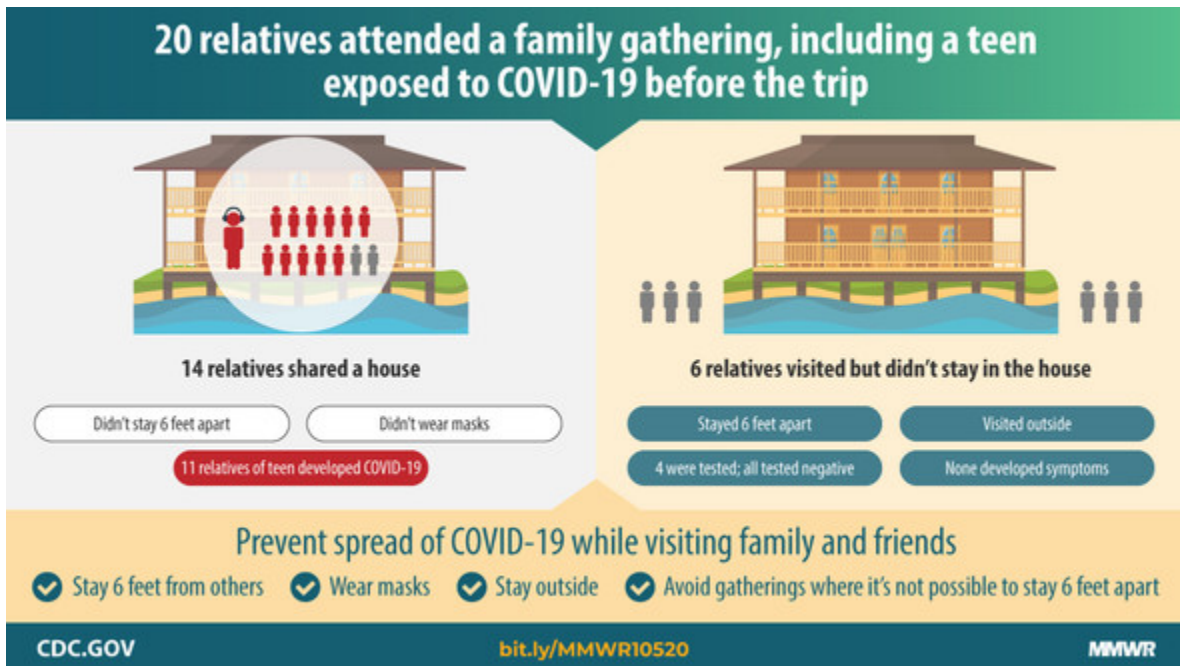 20 relatives attended a family gathering, including a teen
exposed to COVID-19 before the trip
14 relatives shared a house
Didn't stay 6 feet apart
Didn't wear masks
11 relatives of teen developed COVID-19
6 relatives visited but didn't stay in the house
Stayed 6 feet apart
Visited outside
4 were tested; all tested negative
None developed symptoms
Prevent spread of COVID-19 while visiting family and friends
Stay 6 feet from others
Wear masks
Stay outside
Avoid gatherings where it's not possible to stay 6 feet apart
CDC.GOV
bit.ly/MMWR10520
MMWR